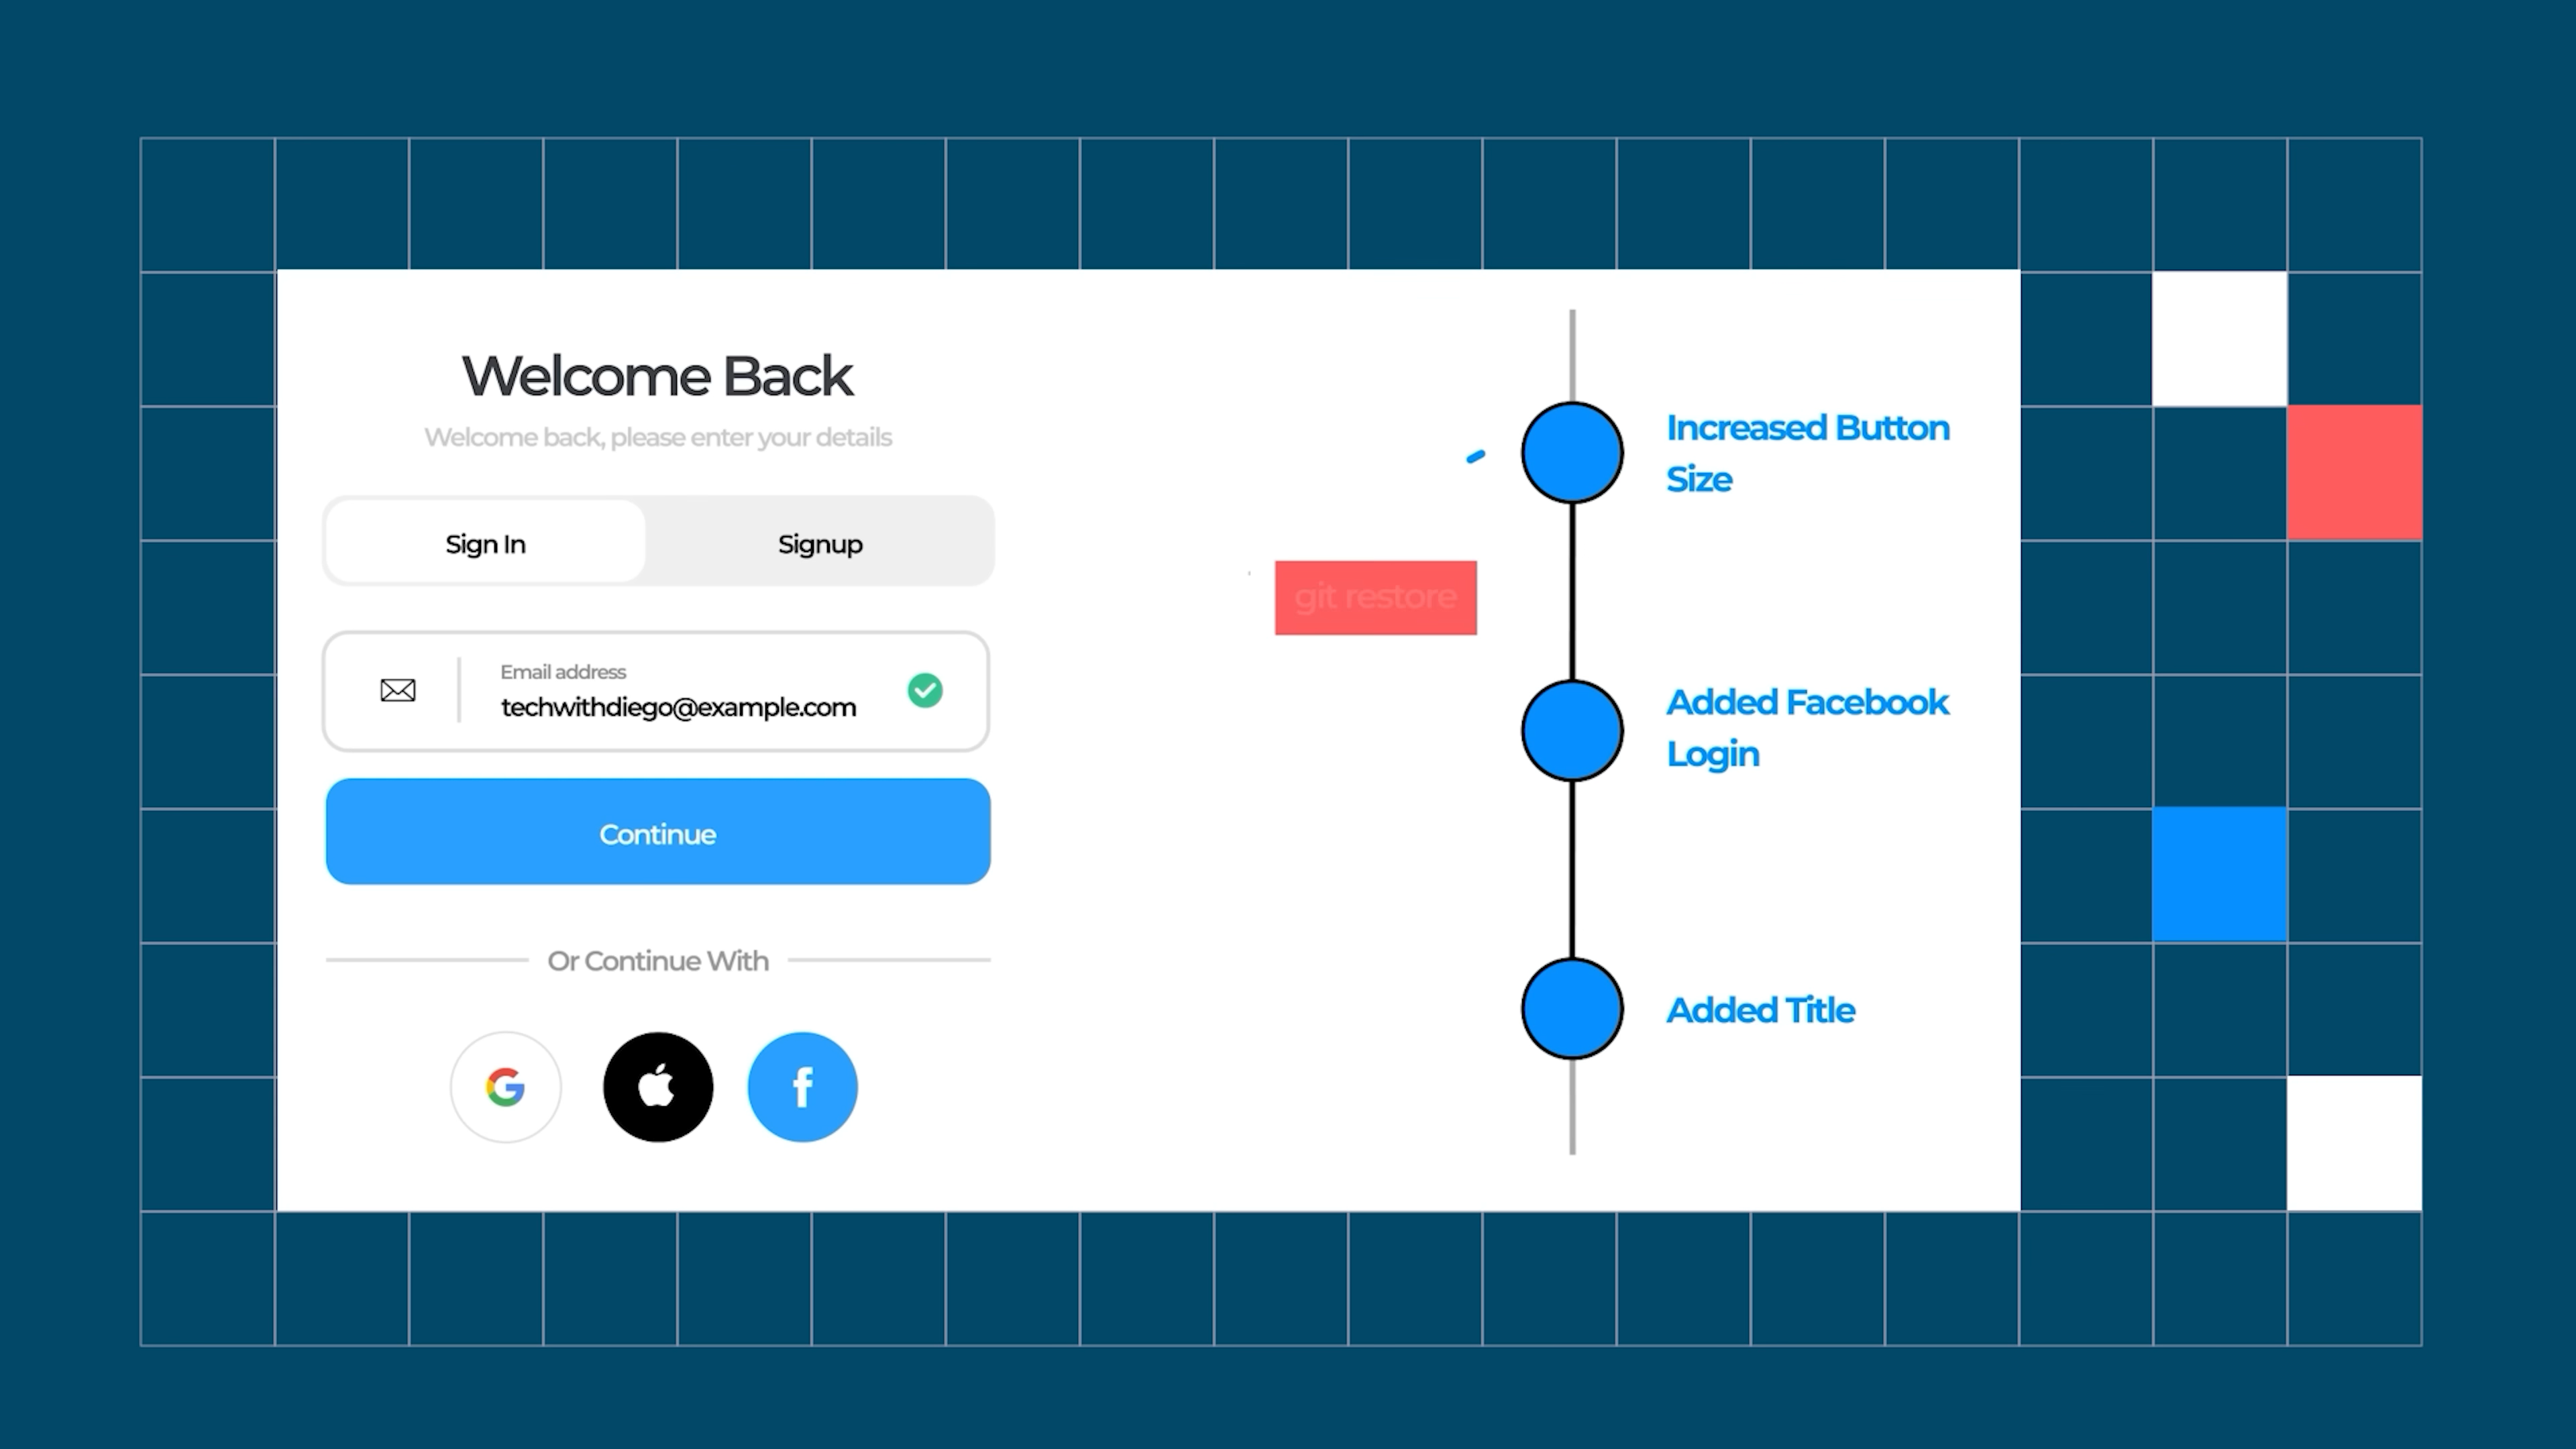 Welcome Back
Welcome back, please enter your details
Sign In
Signup
Email address
techwithdiego@example.com
Continue
Or Continue With
G
f
git restore
Increased Button
Size
Added Facebook
Login
Added Title